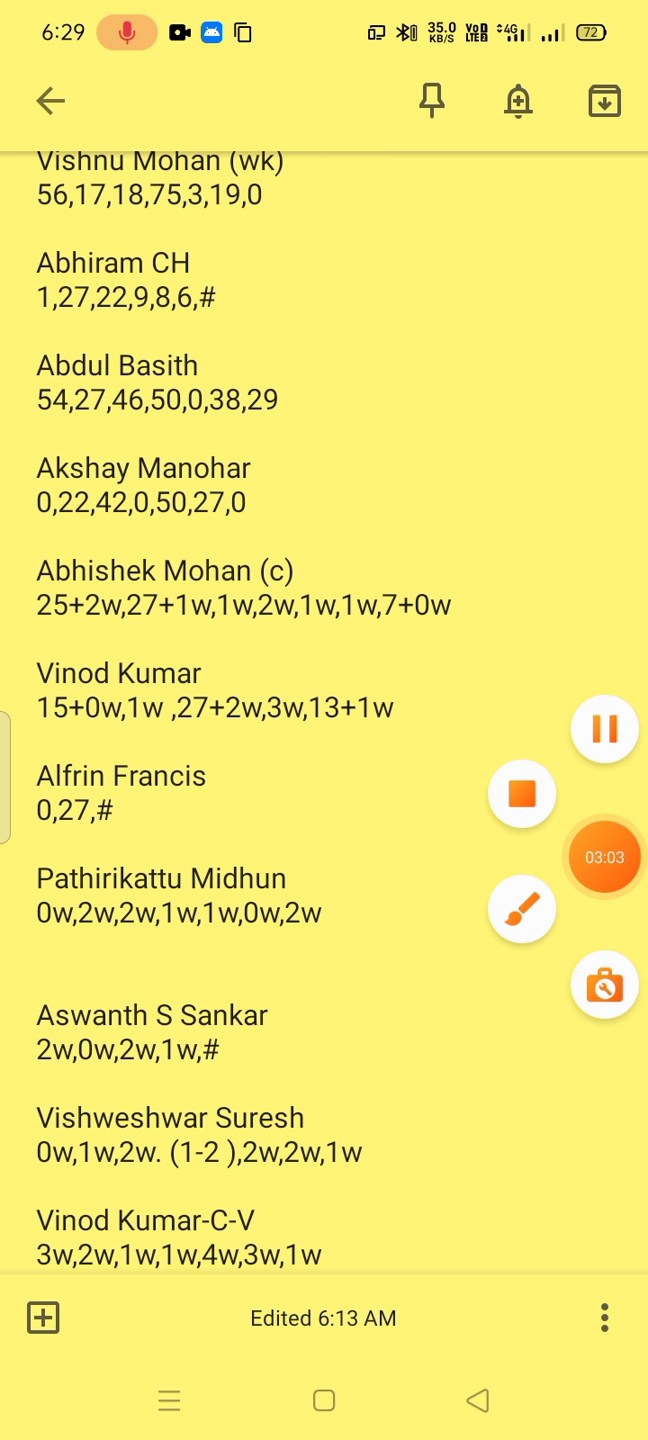 6:29
35.0
KB/S
VoD
LTE2
4G
72
Vishnu Mohan (wk)
56,17,18,75,3,19,0
Abhiram CH
1,27,22,9,8,6,#
Abdul Basith
54,27,46,50,0,38,29
Akshay Manohar
0,22,42,0,50,27,0
Abhishek Mohan (c)
25+2w,27+1w,1w,2w,1w,1w,7+0w
Vinod Kumar
15+0w,1w ,27+2w,3w,13+1w
Alfrin Francis
0,27,#
03:03
Pathirikattu Midhun
0w,2w,2w,1w,1w,0w,2w
Aswanth S Sankar
2w,0w,2w,1w,#
Vishweshwar Suresh
0w,1w,2w. (1-2 ),2w,2w,1w
Vinod Kumar-C-V
3w,2w,1w,1w,4w,3w,1w
Edited 6:13 AM